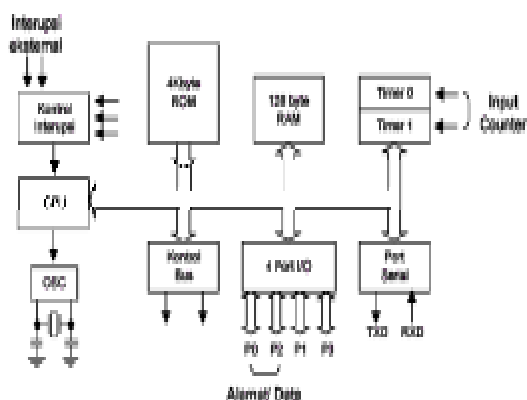 Interupsi
eksternal
Kontrol
Interupsi
4Kbyte
ROM
128 byte
RAM
Timer 0
Timer 1
Input
Counter
CPU
OSC
Kontrol
Bus
4 Port I/O
Port
Serial
TXD RXD
P0 P2 P1 P3
Alamat/ Data